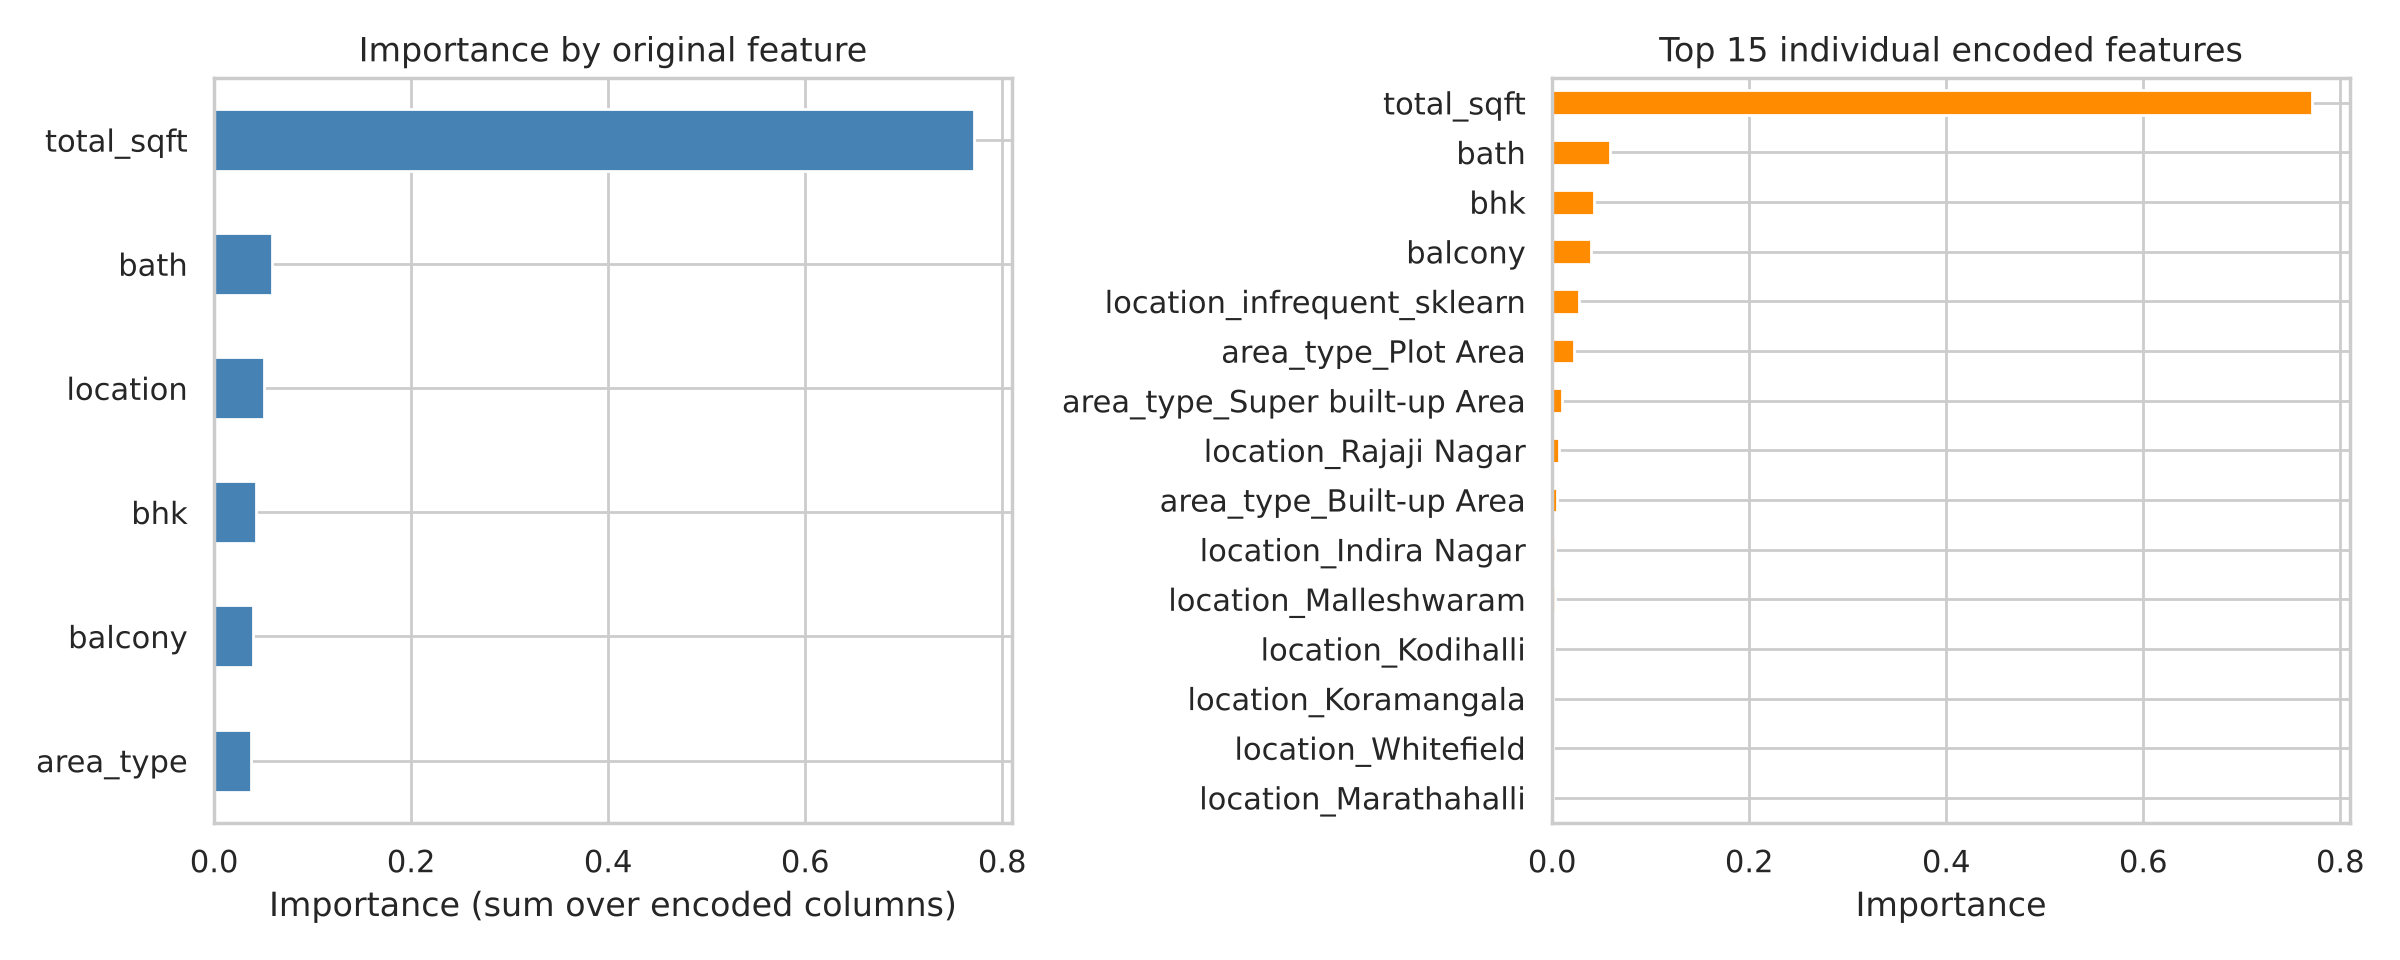 Importance by original feature
total_sqft
bath
location
bhk
balcony
area_type
0.0 0.2 0.4 0.6 0.8
Importance (sum over encoded columns)
Top 15 individual encoded features
total_sqft
bath
bhk
balcony
location_infrequent_sklearn
area_type_Plot Area
area_type_Super built-up Area
location_Rajaji Nagar
area_type_Built-up Area
location_Indira Nagar
location_Malleshwaram
location_Kodihalli
location_Koramangala
location_Whitefield
location_Marathahalli
0.0 0.2 0.4 0.6 0.8
Importance